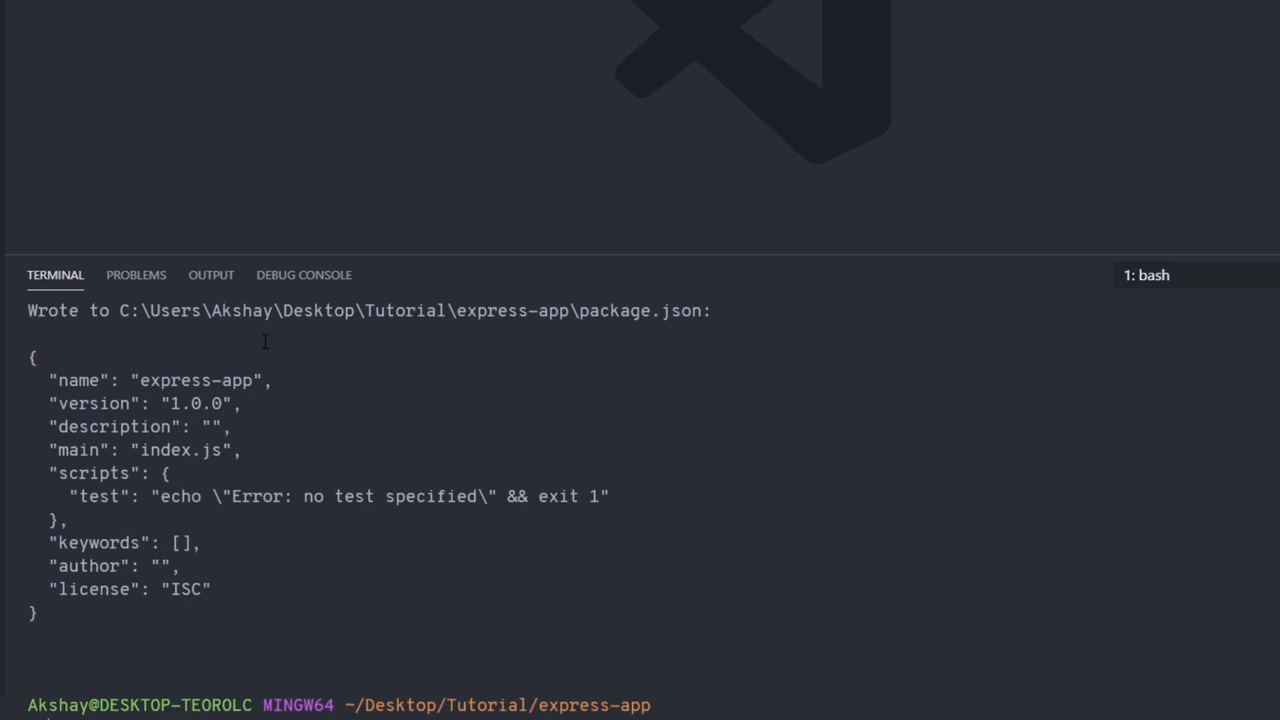 TERMINAL PROBLEMS OUTPUT DEBUG CONSOLE 1: bash
Wrote to C:\Users\Akshay\Desktop\Tutorial\express-app\package.json:
{
"name": "express-app",
"version": "1.0.0",
"description": "",
"main": "index.js",
"scripts": {
"test": "echo \"Error: no test specified\" && exit 1"
},
"keywords": [],
"author": "",
"license": "ISC"
}
Akshay@DESKTOP-TEOROLC MINGW64 ~/Desktop/Tutorial/express-app